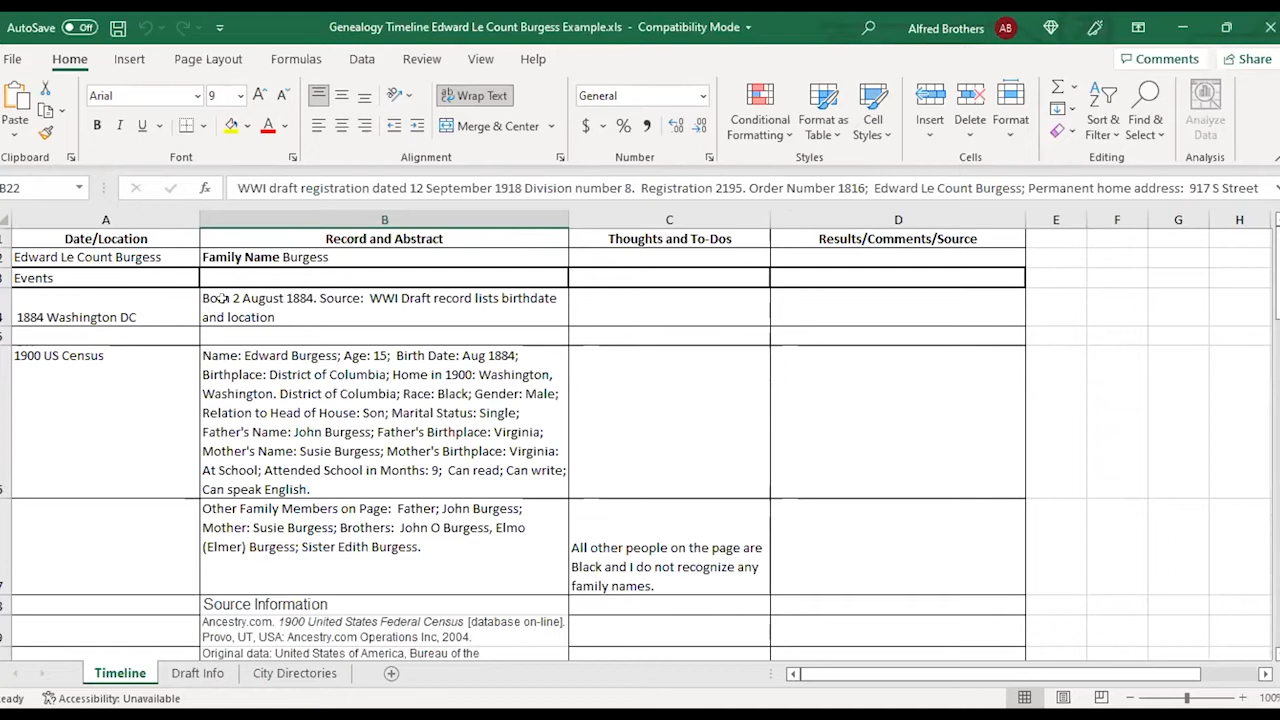 AutoSave Off Genealogy Timeline Edward Le Count Burgess Example.xls - Compatibility Mode Alfred Brothers AB
File Home Insert Page Layout Formulas Data Review View Help Comments Share
Arial 9 Wrap Text General
Paste B I U Merge & Center $ % Conditional Formatting Format as Table Cell Styles Insert Delete Format Sort & Filter Find & Select Analyze Data
Clipboard Font Alignment Number Styles Cells Editing Analysis
B22 fx WWI draft registration dated 12 September 1918 Division number 8. Registration 2195. Order Number 1816; Edward Le Count Burgess; Permanent home address: 917 S Street
A B C D E F G H
1 Date/Location Record and Abstract Thoughts and To-Dos Results/Comments/Source
2 Edward Le Count Burgess Family Name Burgess
3 Events
Born 2 August 1884. Source: WWI Draft record lists birthdate
4 1884 Washington DC and location
5
1900 US Census Name: Edward Burgess; Age: 15; Birth Date: Aug 1884;
Birthplace: District of Columbia; Home in 1900: Washington,
Washington. District of Columbia; Race: Black; Gender: Male;
Relation to Head of House: Son; Marital Status: Single;
Father's Name: John Burgess; Father's Birthplace: Virginia;
Mother's Name: Susie Burgess; Mother's Birthplace: Virginia:
At School; Attended School in Months: 9; Can read; Can write;
6 Can speak English.
Other Family Members on Page: Father; John Burgess;
Mother: Susie Burgess; Brothers: John O Burgess, Elmo
(Elmer) Burgess; Sister Edith Burgess.
All other people on the page are
Black and I do not recognize any
7 family names.
8 Source Information
Ancestry.com. 1900 United States Federal Census [database on-line].
9 Provo, UT, USA: Ancestry.com Operations Inc, 2004.
Original data: United States of America, Bureau of the
Timeline Draft Info City Directories
Ready Accessibility: Unavailable 100%